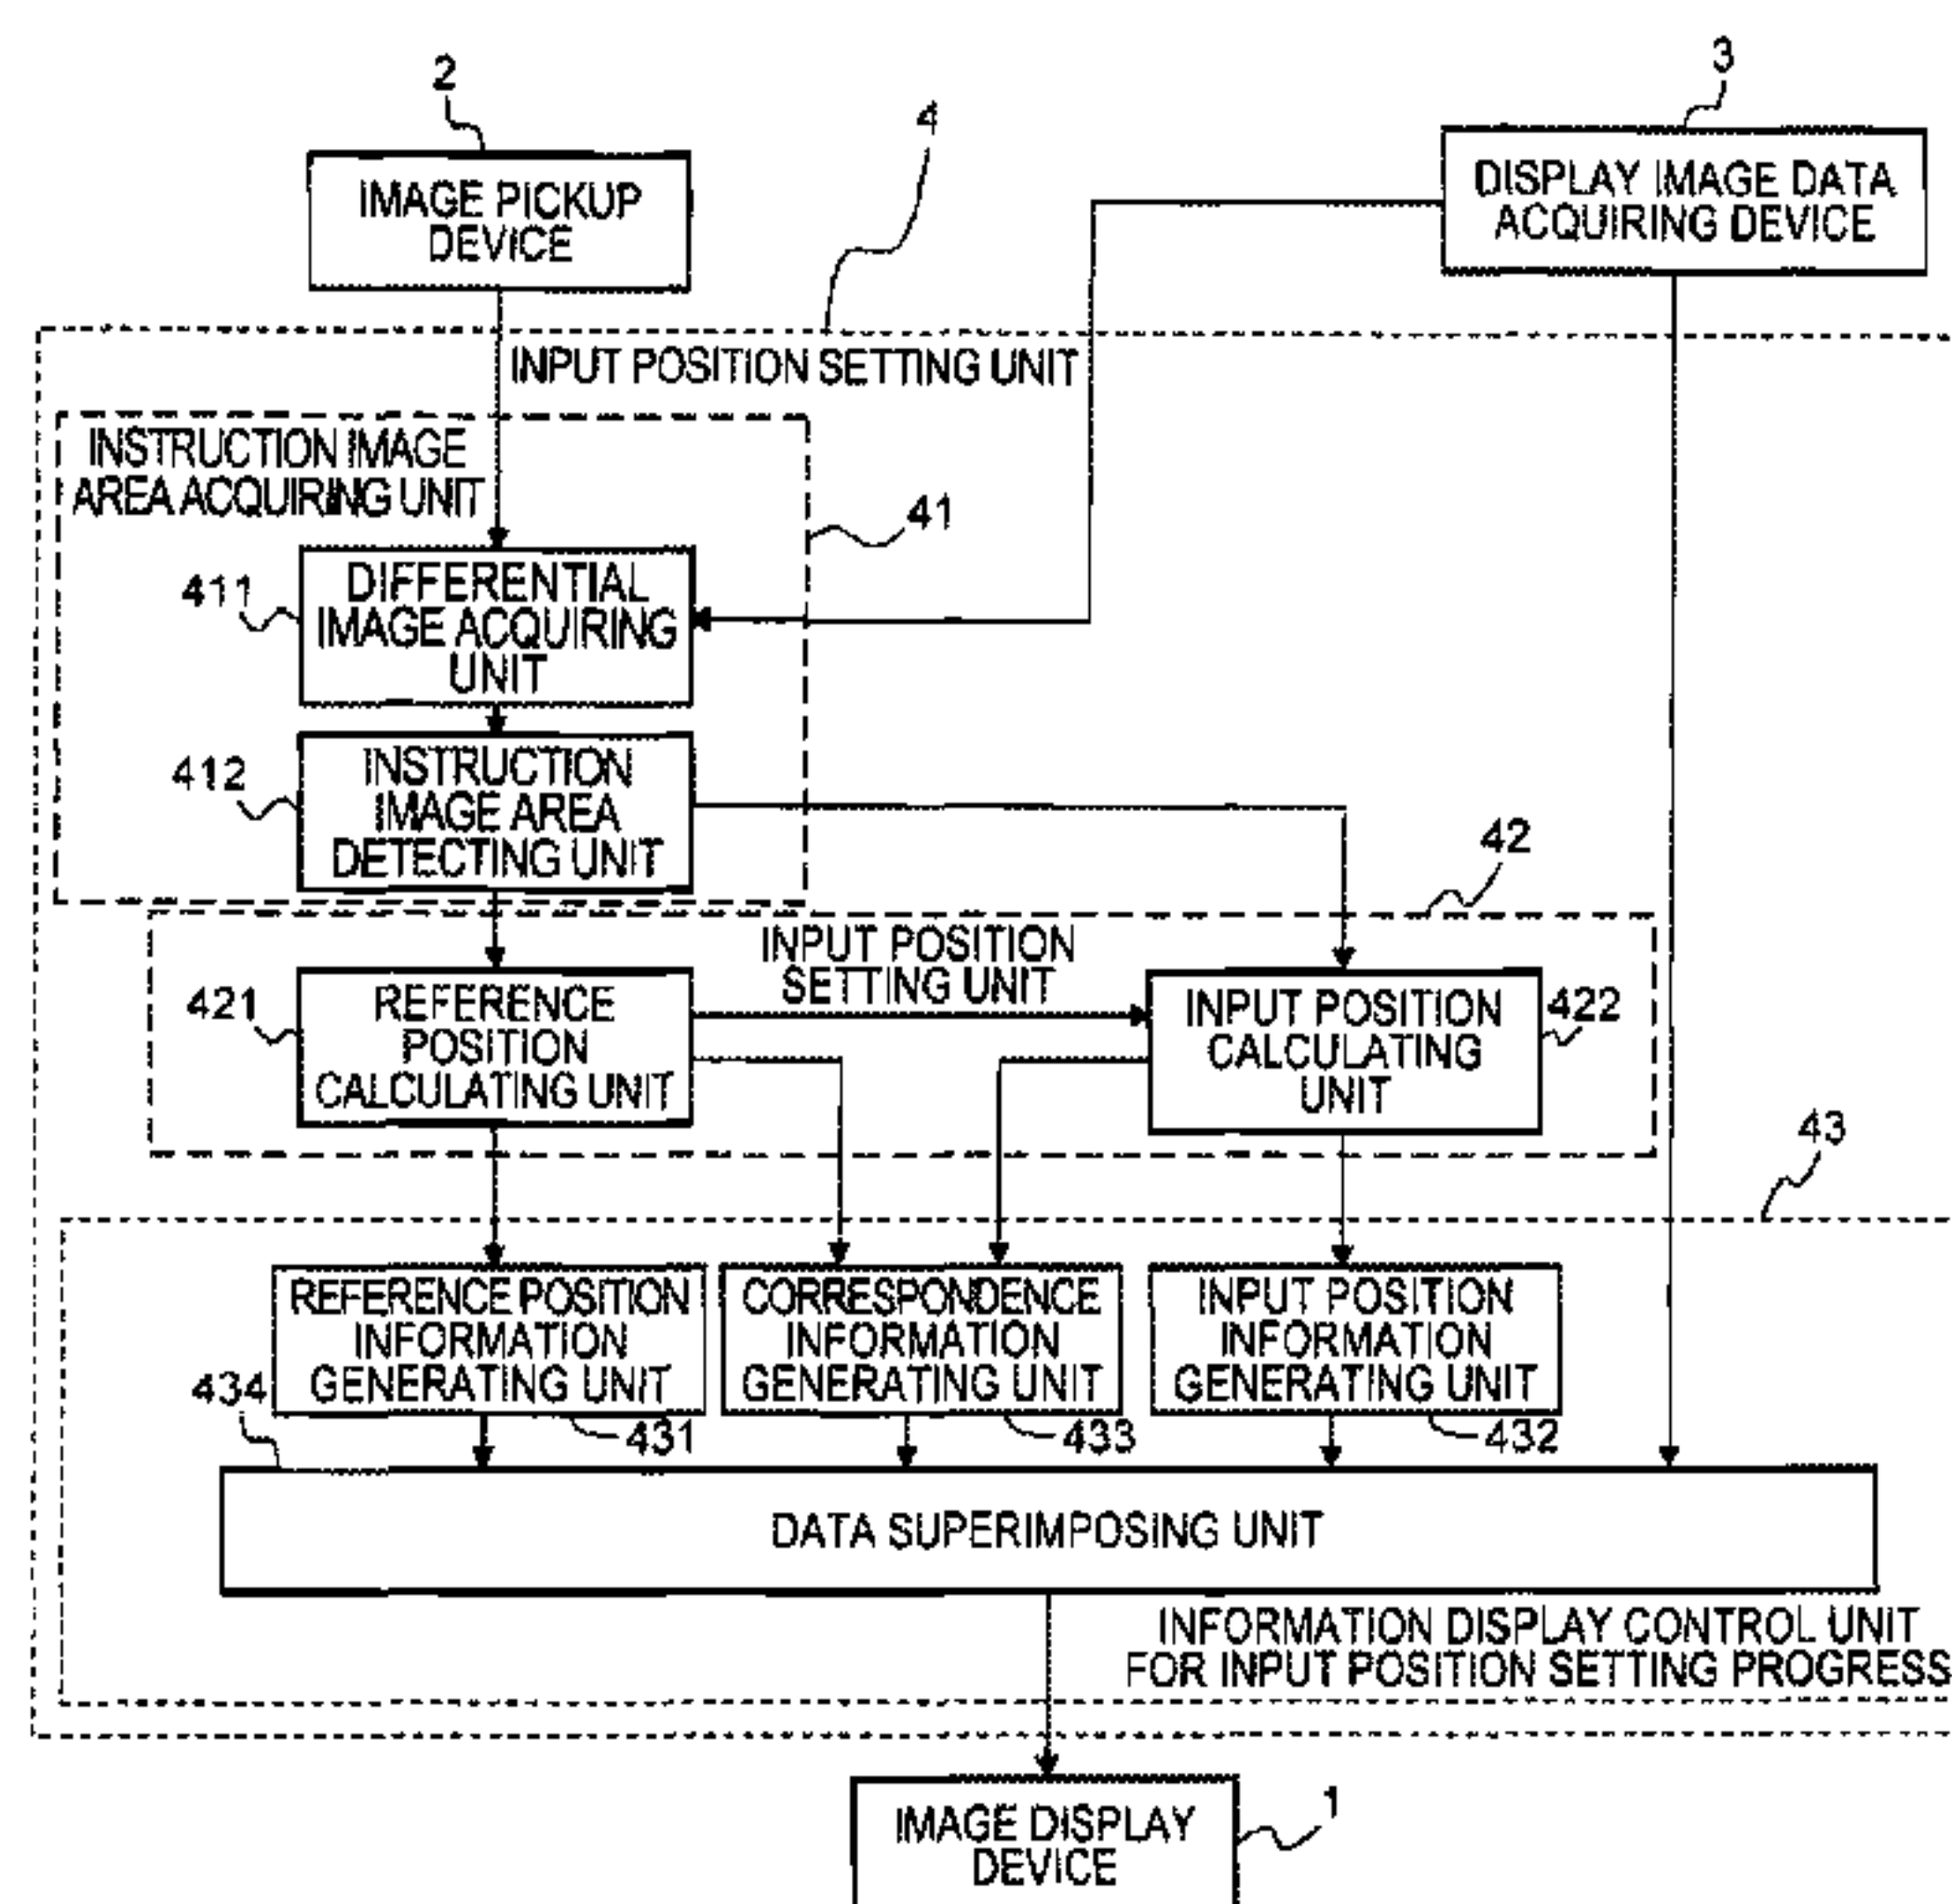 2
3
4
IMAGE PICKUP
DEVICE
DISPLAY IMAGE DATA
ACQUIRING DEVICE
INPUT POSITION SETTING UNIT
INSTRUCTION IMAGE
AREA ACQUIRING UNIT
41
411
DIFFERENTIAL
IMAGE ACQUIRING
UNIT
412
INSTRUCTION
IMAGE AREA
DETECTING UNIT
42
INPUT POSITION
SETTING UNIT
421
REFERENCE
POSITION
CALCULATING UNIT
INPUT POSITION
CALCULATING
UNIT
422
43
REFERENCE POSITION
INFORMATION
GENERATING UNIT
CORRESPONDENCE
INFORMATION
GENERATING UNIT
INPUT POSITION
INFORMATION
GENERATING UNIT
434
431
433
432
DATA SUPERIMPOSING UNIT
INFORMATION DISPLAY CONTROL UNIT
FOR INPUT POSITION SETTING PROGRESS
IMAGE DISPLAY
DEVICE
1